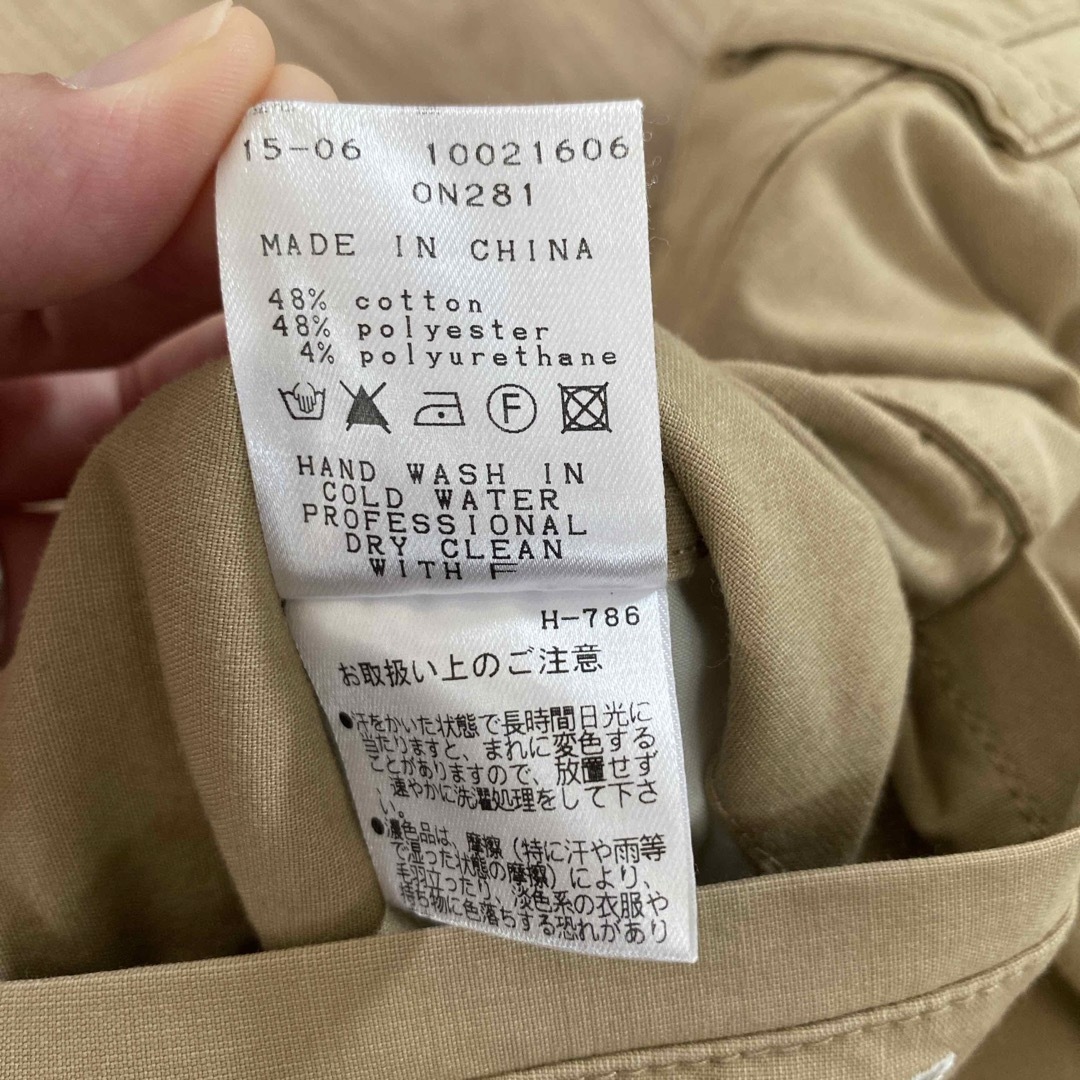 15-06 10021606
0N281
MADE IN CHINA
48% cotton
48% polyester
4% polyurethane
F
HAND WASH IN
COLD WATER
PROFESSIONAL
DRY CLEAN
WITH F
H-786
お取扱い上のご注意
●汗をかいた状態で長時間日光に
当たりますと、まれに変色する
ことがありますので、放置せず
速やかに洗濯処理をして下さ
い。
●濃色品は、摩擦(特に汗や雨等
で湿った状態の摩擦)により、
毛羽立ったり、淡色系の衣服や
持ち物に色落ちする恐れがあり